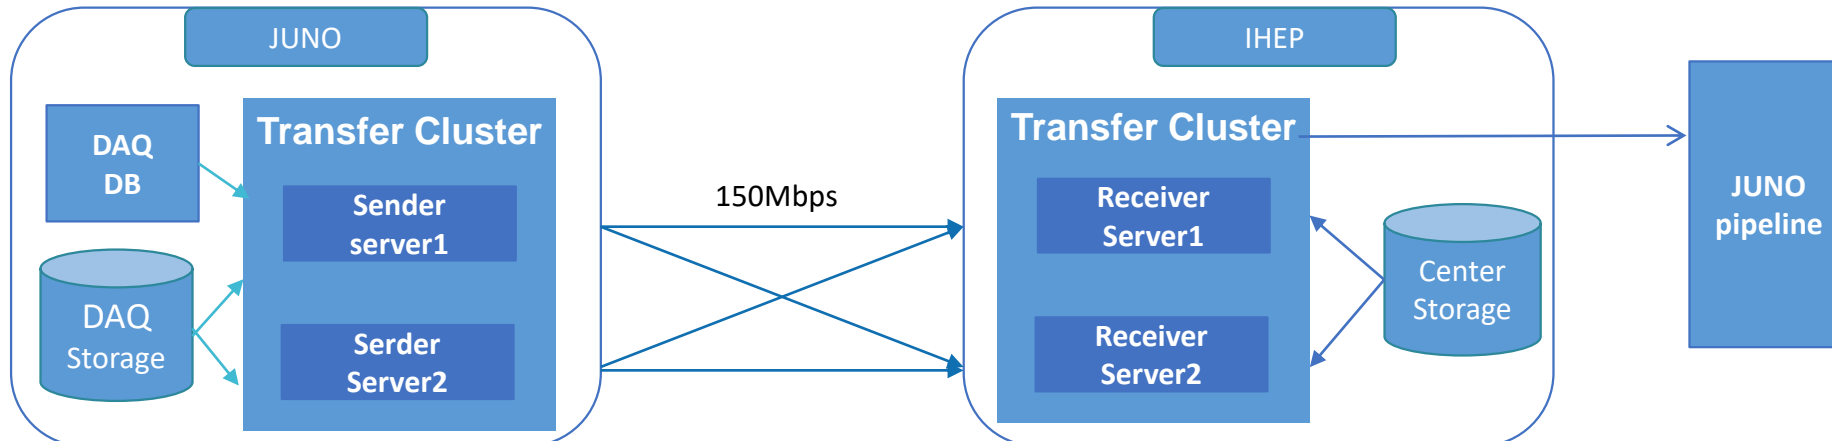 JUNO
DAQ
DB
DAQ
Storage
Transfer Cluster
Sender
server1
Serder
Server2
150Mbps
IHEP
Transfer Cluster
Receiver
Server1
Receiver
Server2
Center
Storage
JUNO
pipeline